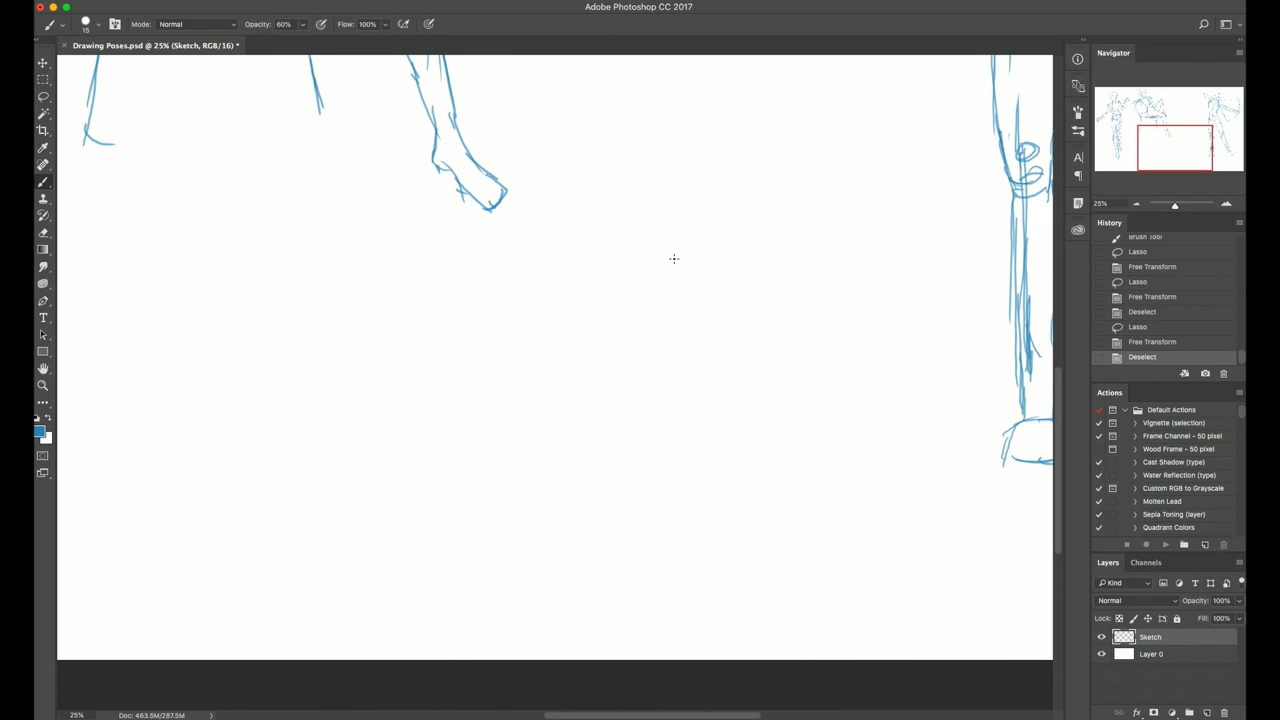 Adobe Photoshop CC 2017
15 Mode: Normal Opacity: 60% Flow: 100%
Drawing Poses.psd @ 25% (Sketch, RGB/16) *
Navigator
25%
History
Brush Tool
Lasso
Free Transform
Lasso
Free Transform
Deselect
Lasso
Free Transform
Deselect
Actions
Default Actions
Vignette (selection)
Frame Channel - 50 pixel
Wood Frame - 50 pixel
Cast Shadow (type)
Water Reflection (type)
Custom RGB to Grayscale
Molten Lead
Sepia Toning (layer)
Quadrant Colors
Layers Channels
Kind
Normal Opacity: 100%
Lock: Fill: 100%
Sketch
Layer 0
25% Doc: 463.5M/287.5M